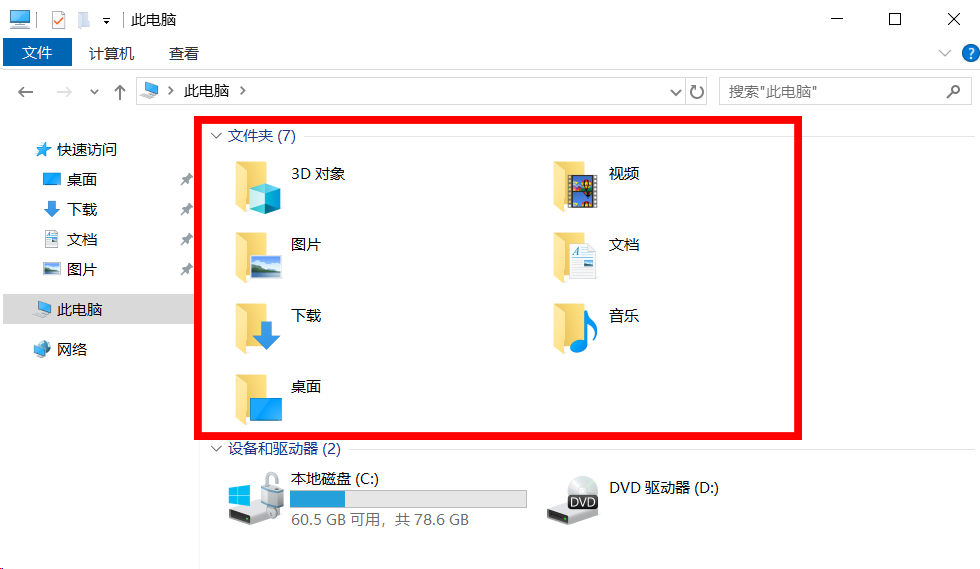 此电脑
文件 计算机 查看
此电脑
搜索"此电脑"
快速访问
桌面
下载
文档
图片
此电脑
网络
文件夹 (7)
3D 对象
视频
图片
文档
下载
音乐
桌面
设备和驱动器 (2)
本地磁盘 (C:)
60.5 GB 可用，共 78.6 GB
DVD
DVD 驱动器 (D:)